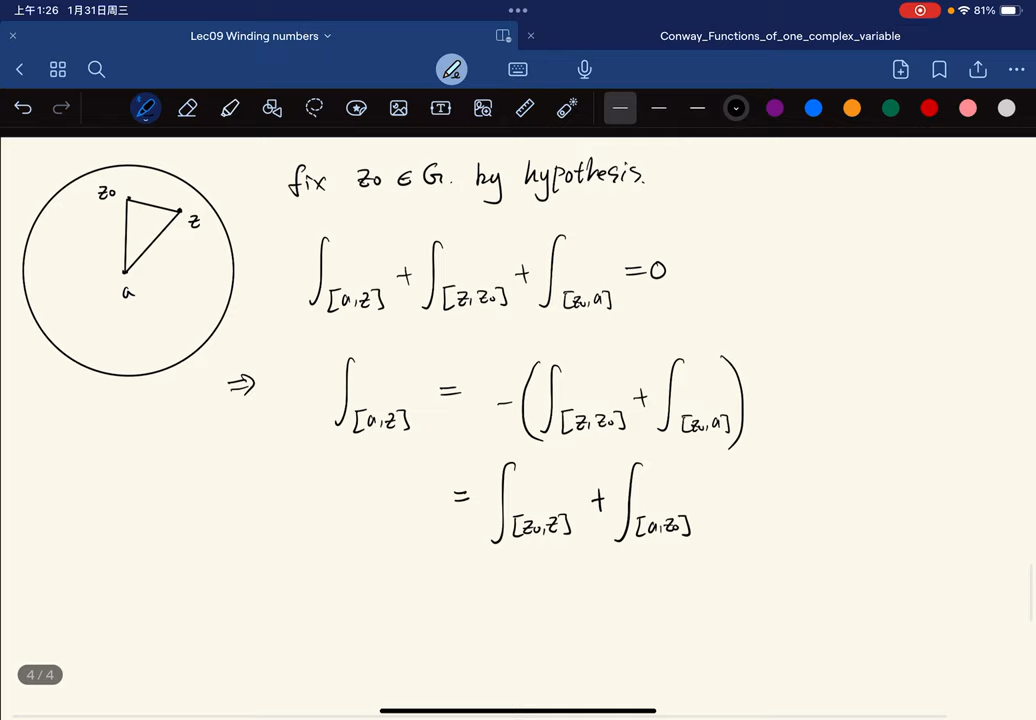 上午1:26 1月31日周三
81%
Lec09 Winding numbers
Conway_Functions_of_one_complex_variable
fix z₀ ∈ G. by hypothesis.
z₀
z
a
∫_[a,z] + ∫_[z,z₀] + ∫_[z₀,a] = 0
⇒ ∫_[a,z] = -(∫_[z,z₀] + ∫_[z₀,a])
= ∫_[z₀,z] + ∫_[a,z₀]
4 / 4